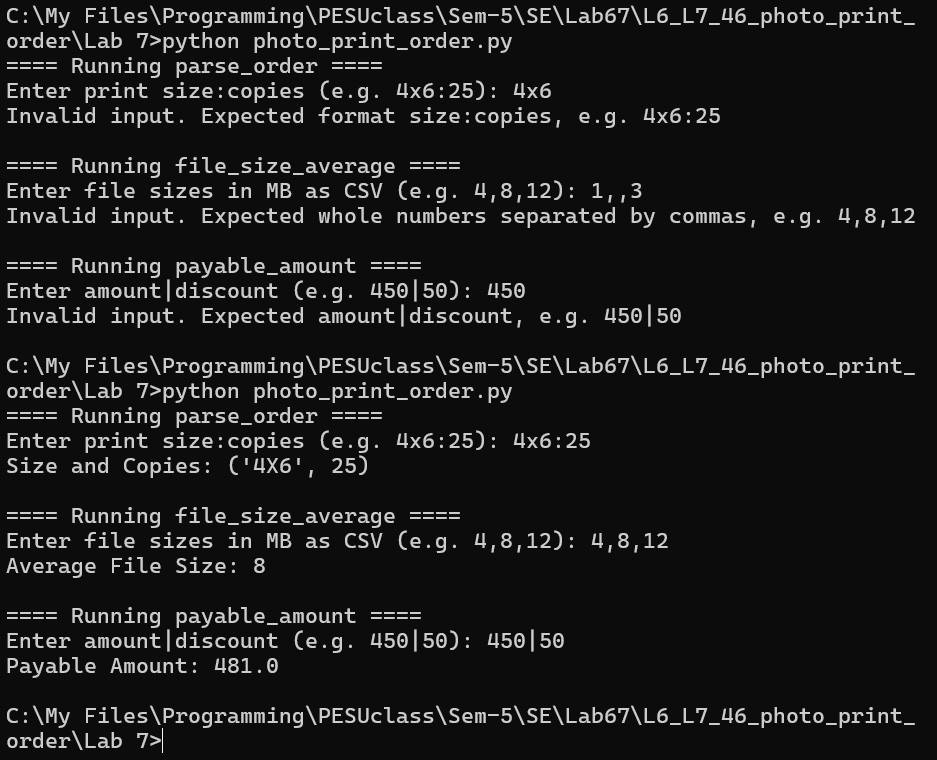 C:\My Files\Programming\PESUclass\Sem-5\SE\Lab67\L6_L7_46_photo_print_
order\Lab 7>python photo_print_order.py
==== Running parse_order ====
Enter print size:copies (e.g. 4x6:25): 4x6
Invalid input. Expected format size:copies, e.g. 4x6:25

==== Running file_size_average ====
Enter file sizes in MB as CSV (e.g. 4,8,12): 1,,3
Invalid input. Expected whole numbers separated by commas, e.g. 4,8,12

==== Running payable_amount ====
Enter amount|discount (e.g. 450|50): 450
Invalid input. Expected amount|discount, e.g. 450|50

C:\My Files\Programming\PESUclass\Sem-5\SE\Lab67\L6_L7_46_photo_print_
order\Lab 7>python photo_print_order.py
==== Running parse_order ====
Enter print size:copies (e.g. 4x6:25): 4x6:25
Size and Copies: ('4X6', 25)

==== Running file_size_average ====
Enter file sizes in MB as CSV (e.g. 4,8,12): 4,8,12
Average File Size: 8

==== Running payable_amount ====
Enter amount|discount (e.g. 450|50): 450|50
Payable Amount: 481.0

C:\My Files\Programming\PESUclass\Sem-5\SE\Lab67\L6_L7_46_photo_print_
order\Lab 7>